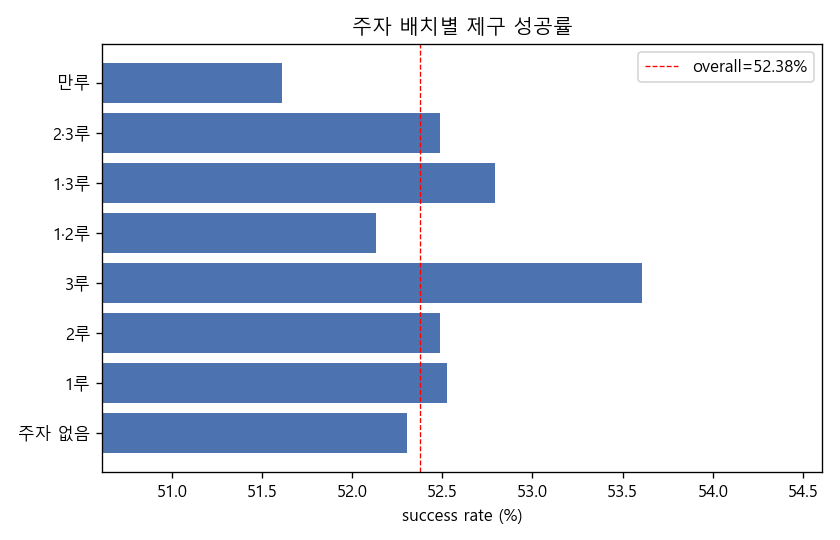 주자 배치별 제구 성공률
overall=52.38%
만루
2·3루
1·3루
1·2루
3루
2루
1루
주자 없음
51.0 51.5 52.0 52.5 53.0 53.5 54.0 54.5
success rate (%)